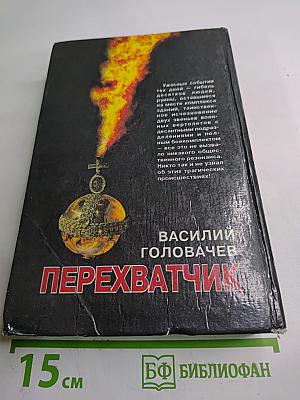 Ужасные события
тех дней – гибель
десятков людей,
руины, оставшиеся
на месте комплекса
зданий, таинствен-
ное исчезновение
двух звеньев воен-
ных вертолетов с
десантными подраз-
делениями и пол-
ным боекомплектом
– все это не вызва-
ло никакого общес-
твенного резонанса.
Никто так и не узнал
об этих трагических
происшествиях!
ВАСИЛИЙ
ГОЛОВАЧЕВ
ПЕРЕХВАТЧИК
15 см
БФ БИБЛИОФАН